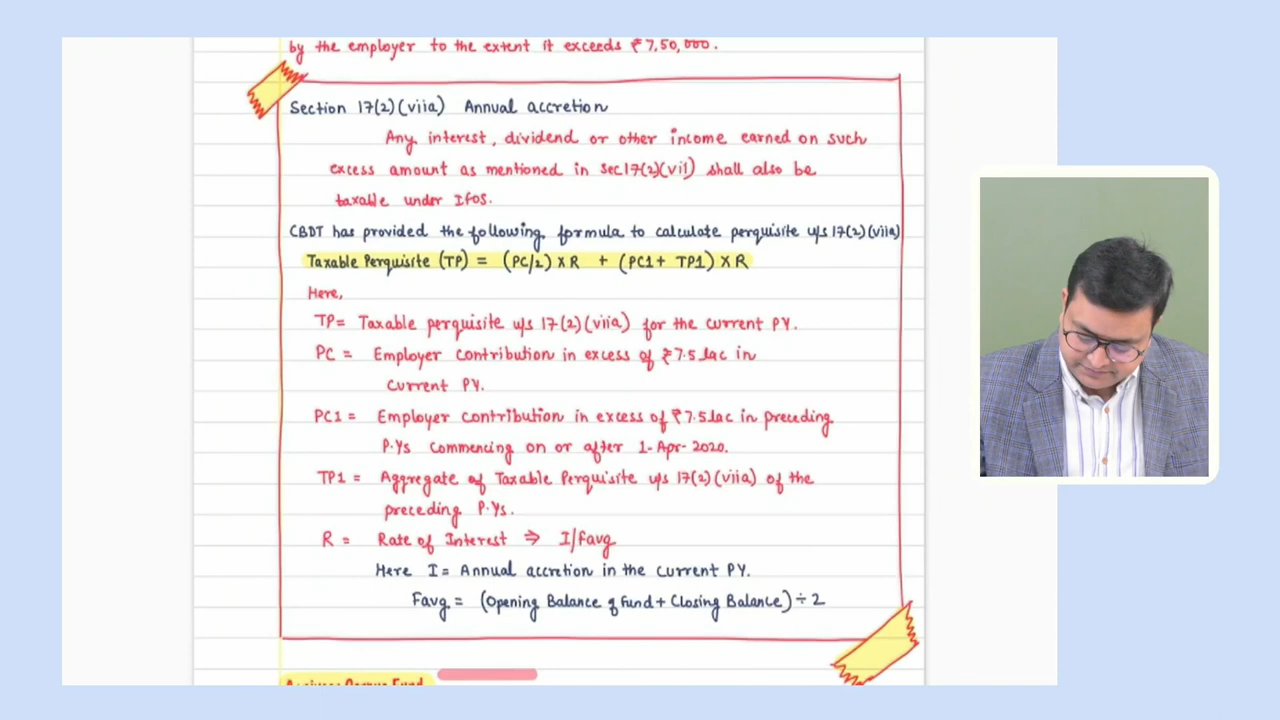 by the employer to the extent it exceeds ₹7,50,000.
Section 17(2)(viia) Annual accretion
Any interest, dividend or other income earned on such
excess amount as mentioned in Sec17(2)(vii) shall also be
taxable under IFOS.
CBDT has provided the following formula to calculate perquisite u/s 17(2)(viia)
Taxable Perquisite (TP) = (PC/2) X R + (PC1+ TP1) X R
Here,
TP= Taxable perquisite u/s 17(2)(viia) for the current PY.
PC = Employer contribution in excess of ₹7.5 lac in
current PY.
PC1 = Employer contribution in excess of ₹7.5 lac in preceding
P.Ys commencing on or after 1-Apr-2020.
TP1 = Aggregate of Taxable Perquisite u/s 17(2)(viia) of the
preceding P.Ys.
R = Rate of Interest ⇒ I/Favg
Here I= Annual accretion in the current PY.
Favg = (Opening Balance of Fund + Closing Balance) ÷ 2